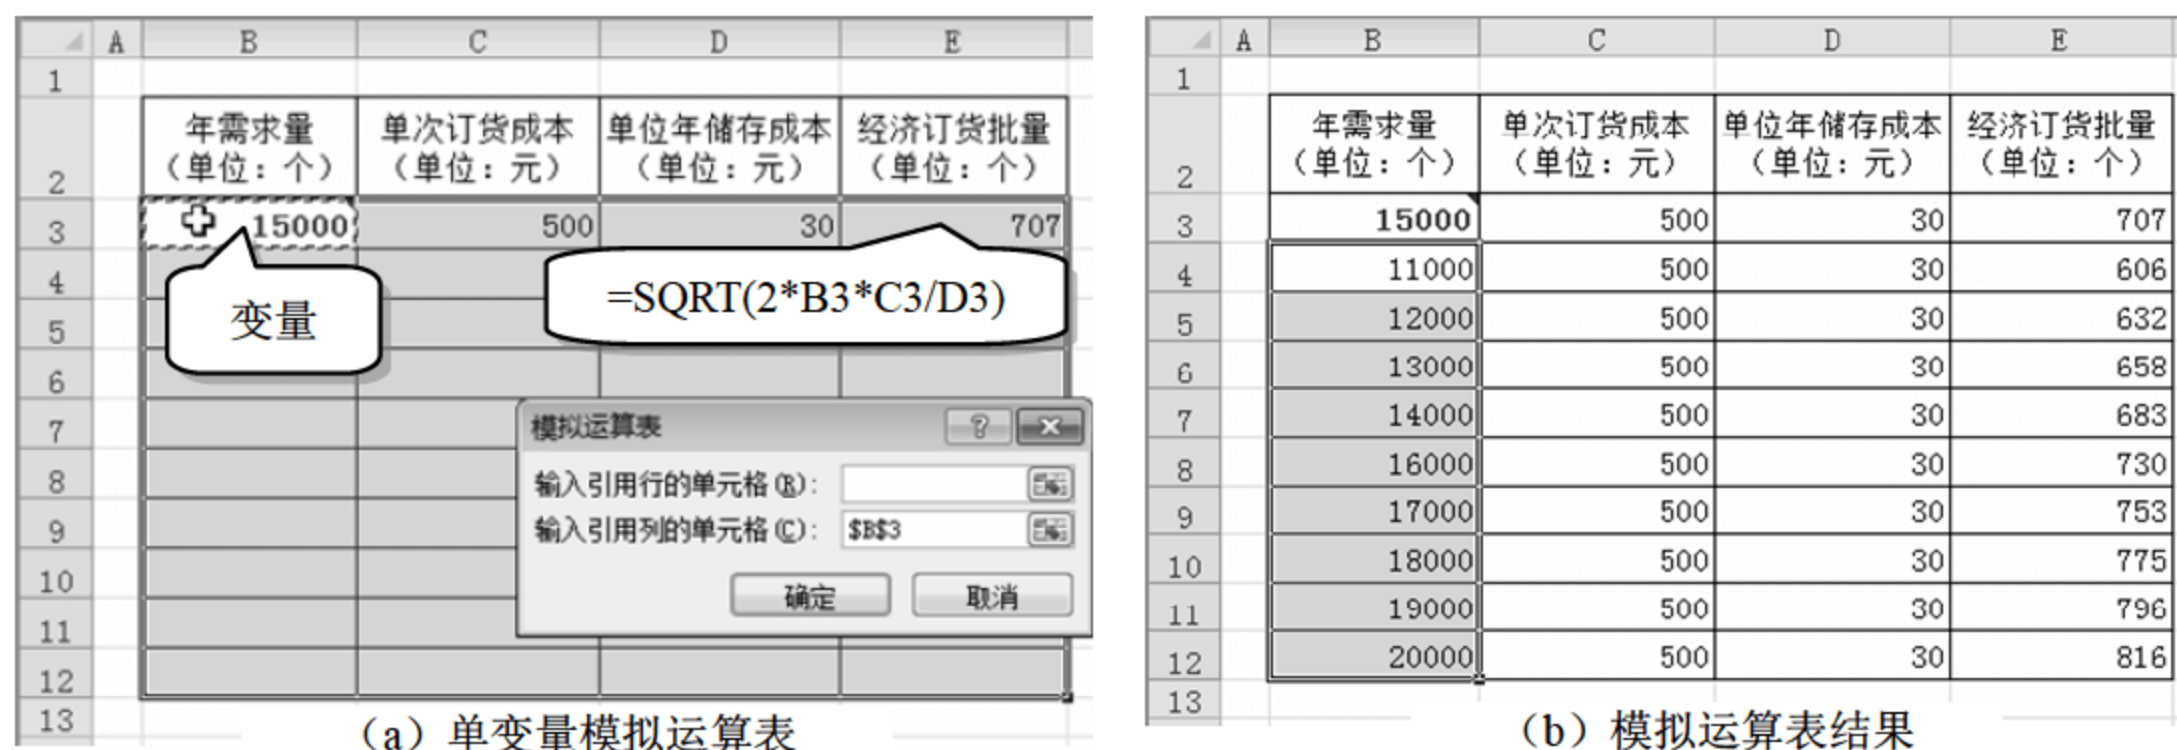 A B C D E
1
年需求量 单次订货成本 单位年储存成本 经济订货批量
2 （单位：个） （单位：元） （单位：元） （单位：个）
3 15000 500 30 707
4
变量 =SQRT(2*B3*C3/D3)
5
6
7
模拟运算表
8
输入引用行的单元格(R)：
9
输入引用列的单元格(C)： $B$3
10
确定 取消
11
12
13
（a）单变量模拟运算表
A B C D E
1
年需求量 单次订货成本 单位年储存成本 经济订货批量
2 （单位：个） （单位：元） （单位：元） （单位：个）
3 15000 500 30 707
4 11000 500 30 606
5 12000 500 30 632
6 13000 500 30 658
7 14000 500 30 683
8 16000 500 30 730
9 17000 500 30 753
10 18000 500 30 775
11 19000 500 30 796
12 20000 500 30 816
13
（b）模拟运算表结果